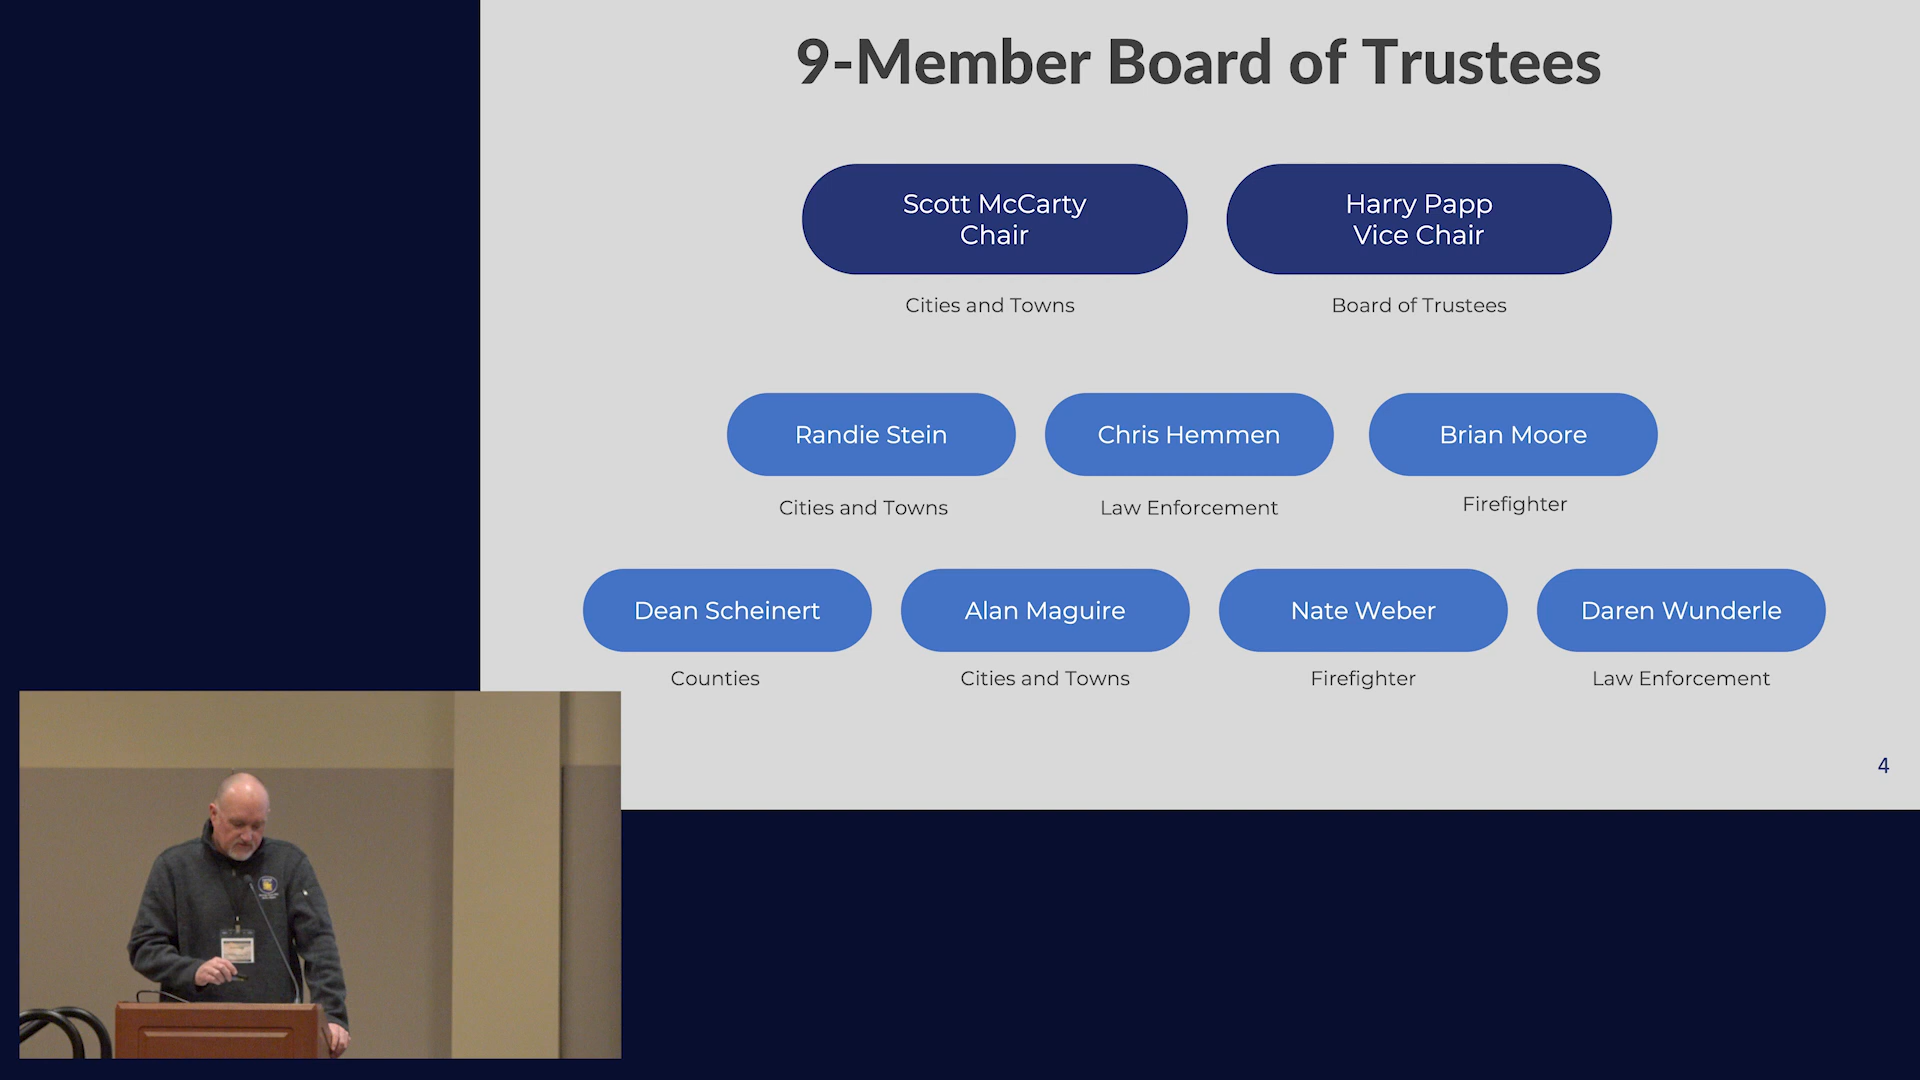 9-Member Board of Trustees
Scott McCarty
Chair
Harry Papp
Vice Chair
Cities and Towns
Board of Trustees
Randie Stein
Chris Hemmen
Brian Moore
Cities and Towns
Law Enforcement
Firefighter
Dean Scheinert
Alan Maguire
Nate Weber
Daren Wunderle
Counties
Cities and Towns
Firefighter
Law Enforcement
4